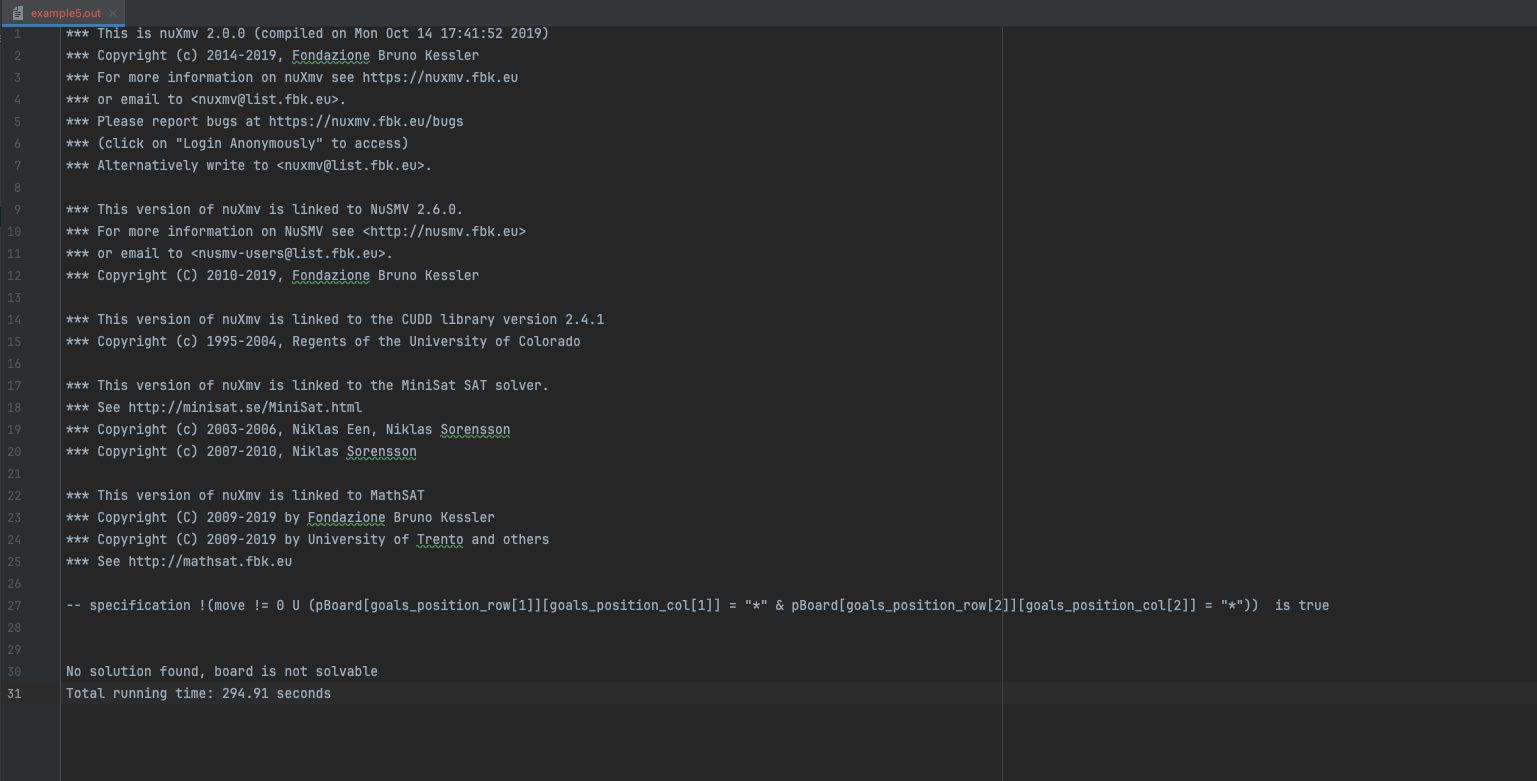 example5.out
1 *** This is nuXmv 2.0.0 (compiled on Mon Oct 14 17:41:52 2019)
2 *** Copyright (c) 2014-2019, Fondazione Bruno Kessler
3 *** For more information on nuXmv see https://nuxmv.fbk.eu
4 *** or email to <nuxmv@list.fbk.eu>.
5 *** Please report bugs at https://nuxmv.fbk.eu/bugs
6 *** (click on "Login Anonymously" to access)
7 *** Alternatively write to <nuxmv@list.fbk.eu>.
8
9 *** This version of nuXmv is linked to NuSMV 2.6.0.
10 *** For more information on NuSMV see <http://nusmv.fbk.eu>
11 *** or email to <nusmv-users@list.fbk.eu>.
12 *** Copyright (C) 2010-2019, Fondazione Bruno Kessler
13
14 *** This version of nuXmv is linked to the CUDD library version 2.4.1
15 *** Copyright (c) 1995-2004, Regents of the University of Colorado
16
17 *** This version of nuXmv is linked to the MiniSat SAT solver.
18 *** See http://minisat.se/MiniSat.html
19 *** Copyright (c) 2003-2006, Niklas Een, Niklas Sorensson
20 *** Copyright (c) 2007-2010, Niklas Sorensson
21
22 *** This version of nuXmv is linked to MathSAT
23 *** Copyright (C) 2009-2019 by Fondazione Bruno Kessler
24 *** Copyright (C) 2009-2019 by University of Trento and others
25 *** See http://mathsat.fbk.eu
26
27 -- specification !(move != 0 U (pBoard[goals_position_row[1]][goals_position_col[1]] = "*" & pBoard[goals_position_row[2]][goals_position_col[2]] = "*"))  is true
28
29
30 No solution found, board is not solvable
31 Total running time: 294.91 seconds